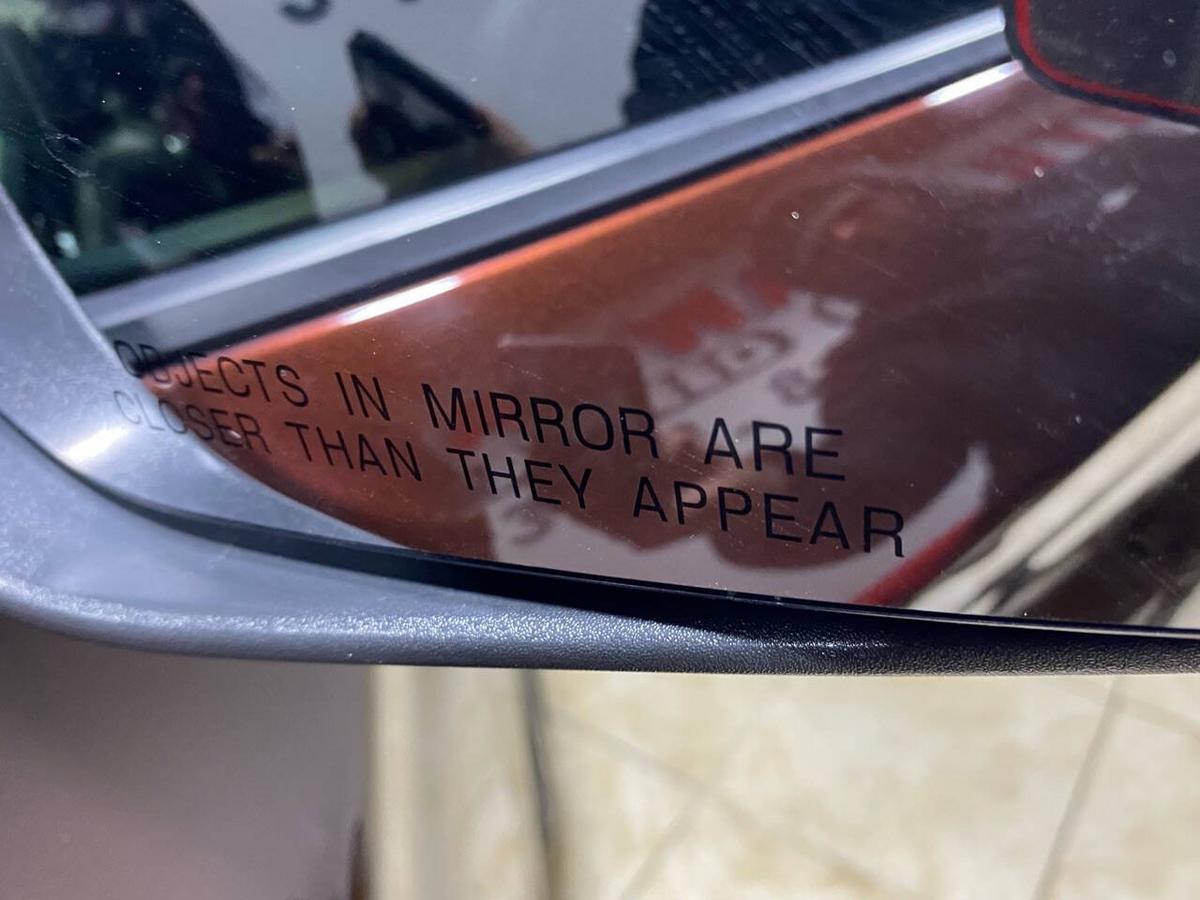 OBJECTS IN MIRROR ARE
CLOSER THAN THEY APPEAR